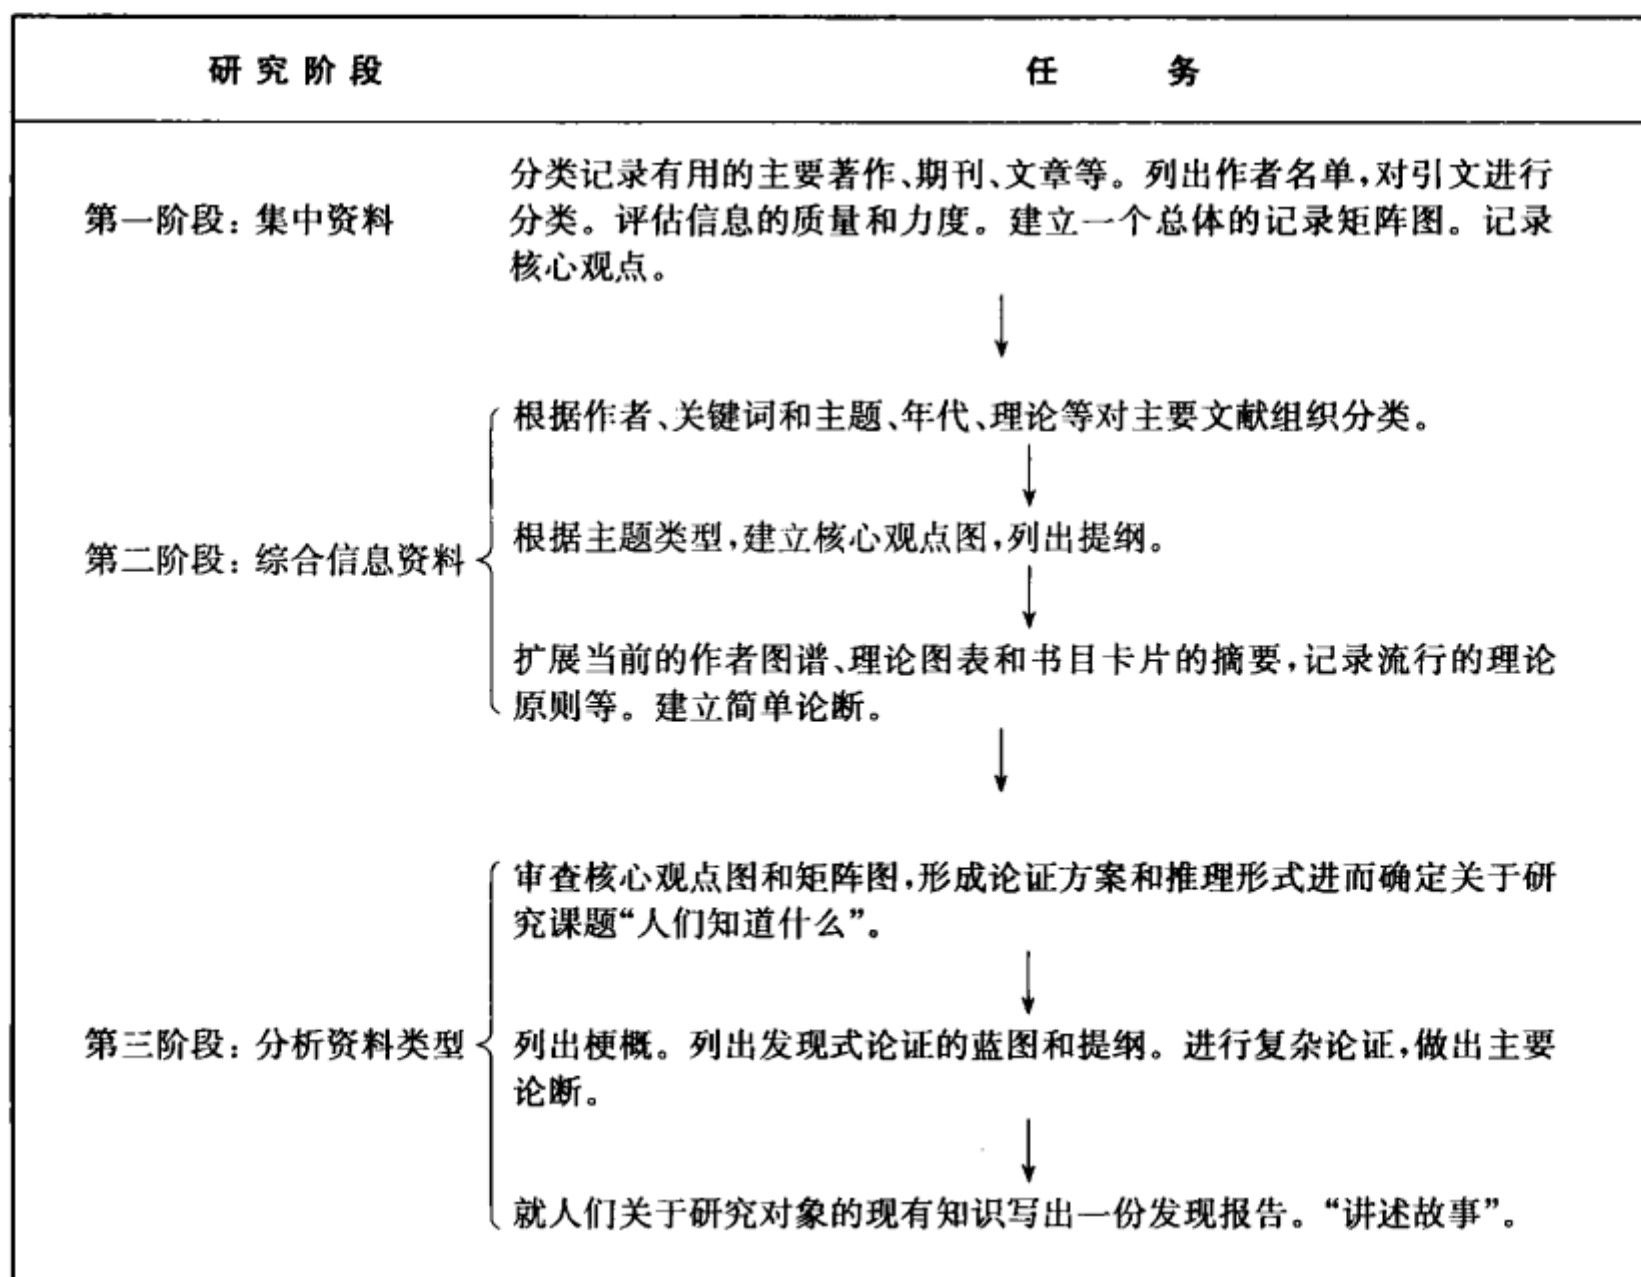 研究阶段 任 务
分类记录有用的主要著作、期刊、文章等。列出作者名单,对引文进行
第一阶段：集中资料 分类。评估信息的质量和力度。建立一个总体的记录矩阵图。记录
核心观点。
根据作者、关键词和主题、年代、理论等对主要文献组织分类。
根据主题类型,建立核心观点图,列出提纲。
第二阶段：综合信息资料
扩展当前的作者图谱、理论图表和书目卡片的摘要,记录流行的理论
原则等。建立简单论断。
审查核心观点图和矩阵图,形成论证方案和推理形式进而确定关于研
究课题“人们知道什么”。
第三阶段：分析资料类型 列出梗概。列出发现式论证的蓝图和提纲。进行复杂论证,做出主要
论断。
就人们关于研究对象的现有知识写出一份发现报告。“讲述故事”。